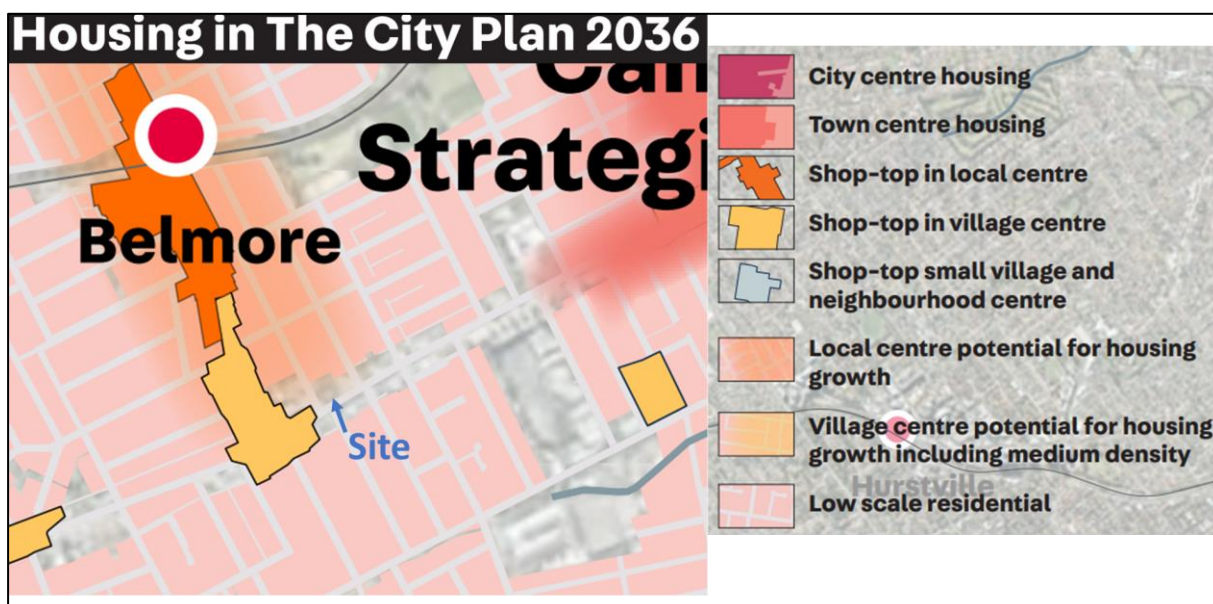 Housing in The City Plan 2036
Strategi
Belmore
Site
City centre housing
Town centre housing
Shop-top in local centre
Shop-top in village centre
Shop-top small village and
neighbourhood centre
Local centre potential for housing
growth
Village centre potential for housing
growth including medium density
Hurstville
Low scale residential